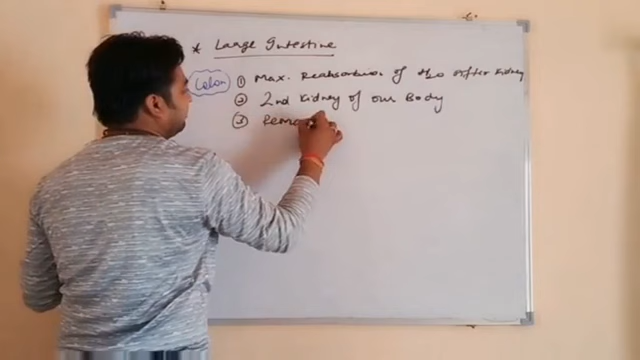 * Large Intestine
Colon ① Max. Reabsorption of H₂O After Kidney
② 2nd Kidney of our Body
③ Remo